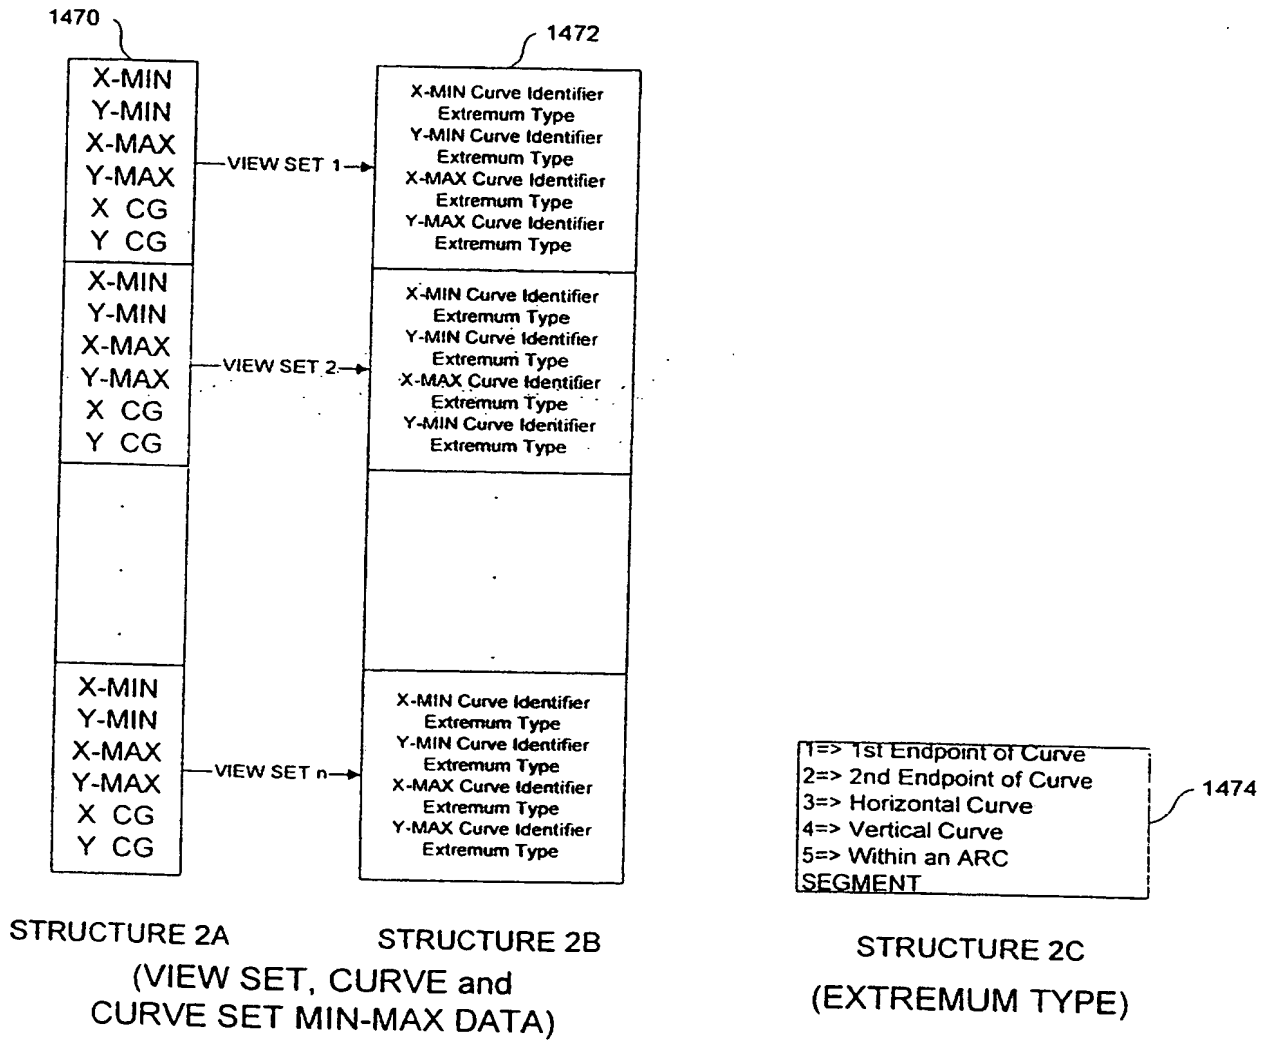 1470
1472
X-MIN
Y-MIN
X-MAX
Y-MAX
X CG
Y CG
VIEW SET 1
X-MIN Curve Identifier
Extremum Type
Y-MIN Curve Identifier
Extremum Type
X-MAX Curve Identifier
Extremum Type
Y-MAX Curve Identifier
Extremum Type
X-MIN
Y-MIN
X-MAX
Y-MAX
X CG
Y CG
VIEW SET 2
X-MIN Curve Identifier
Extremum Type
Y-MIN Curve Identifier
Extremum Type
X-MAX Curve Identifier
Extremum Type
Y-MIN Curve Identifier
Extremum Type
X-MIN
Y-MIN
X-MAX
Y-MAX
X CG
Y CG
VIEW SET n
X-MIN Curve Identifier
Extremum Type
Y-MIN Curve Identifier
Extremum Type
X-MAX Curve Identifier
Extremum Type
Y-MAX Curve Identifier
Extremum Type
1=> 1st Endpoint of Curve
2=> 2nd Endpoint of Curve
3=> Horizontal Curve
4=> Vertical Curve
5=> Within an ARC
SEGMENT
1474
STRUCTURE 2A
STRUCTURE 2B
(VIEW SET, CURVE and
CURVE SET MIN-MAX DATA)
STRUCTURE 2C
(EXTREMUM TYPE)